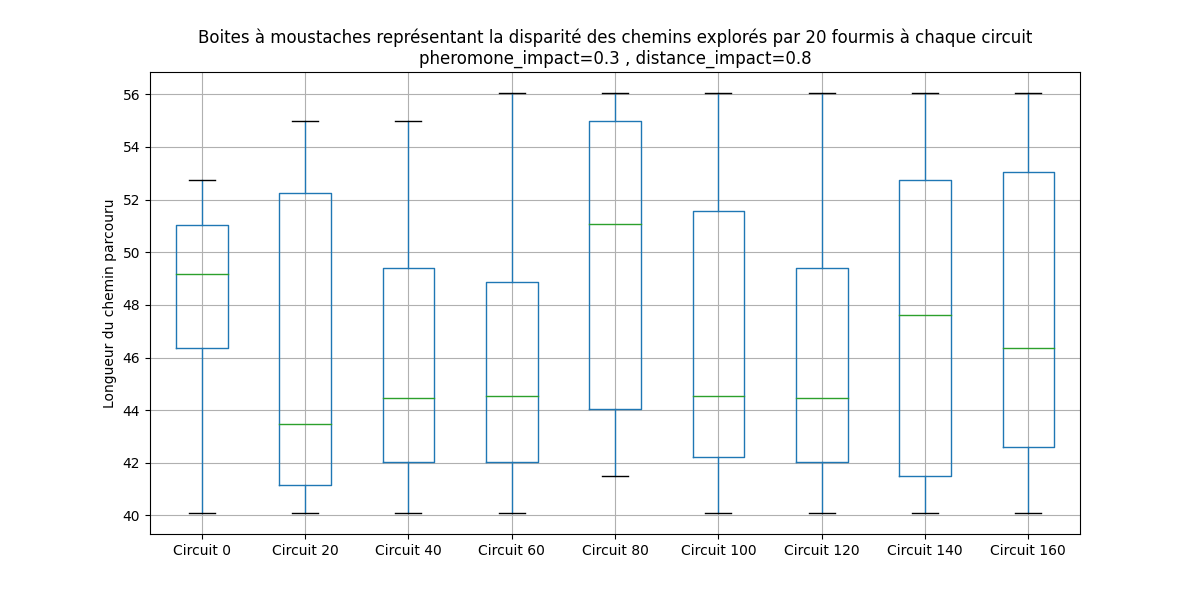 Boites à moustaches représentant la disparité des chemins explorés par 20 fourmis à chaque circuit
pheromone_impact=0.3 , distance_impact=0.8
Longueur du chemin parcouru
56
54
52
50
48
46
44
42
40
Circuit 0
Circuit 20
Circuit 40
Circuit 60
Circuit 80
Circuit 100
Circuit 120
Circuit 140
Circuit 160